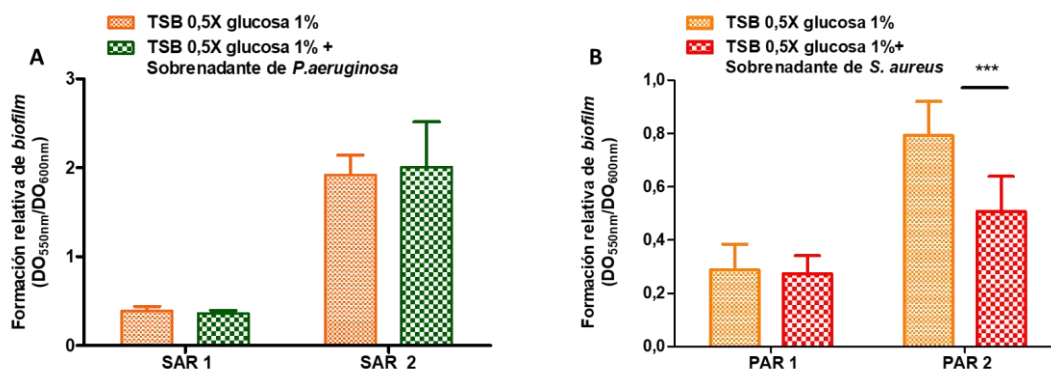 A
TSB 0,5X glucosa 1%
TSB 0,5X glucosa 1% +
Sobrenadante de P.aeruginosa
Formación relativa de biofilm
(DO550nm/DO600nm)
3
2
1
0
SAR 1
SAR 2
B
TSB 0,5X glucosa 1%
TSB 0,5X glucosa 1%+
Sobrenadante de S. aureus
***
Formación relativa de biofilm
(DO550nm/DO600nm)
1,0
0,8
0,6
0,4
0,2
0,0
PAR 1
PAR 2